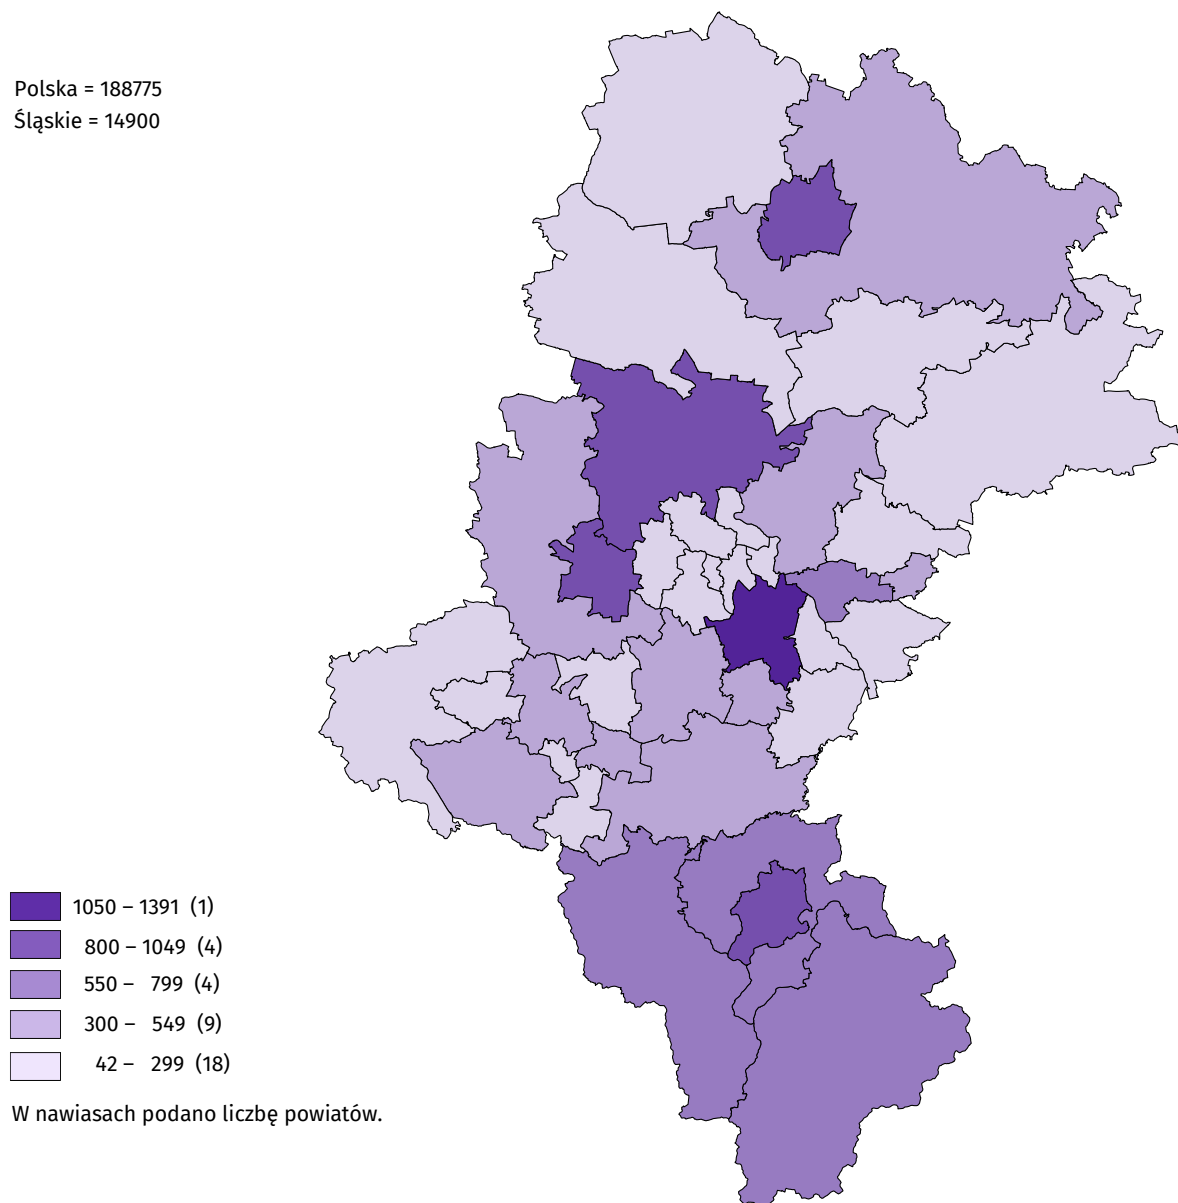 Polska = 188775
Śląskie = 14900
1050 – 1391 (1)
800 – 1049 (4)
550 – 799 (4)
300 – 549 (9)
42 – 299 (18)
W nawiasach podano liczbę powiatów.